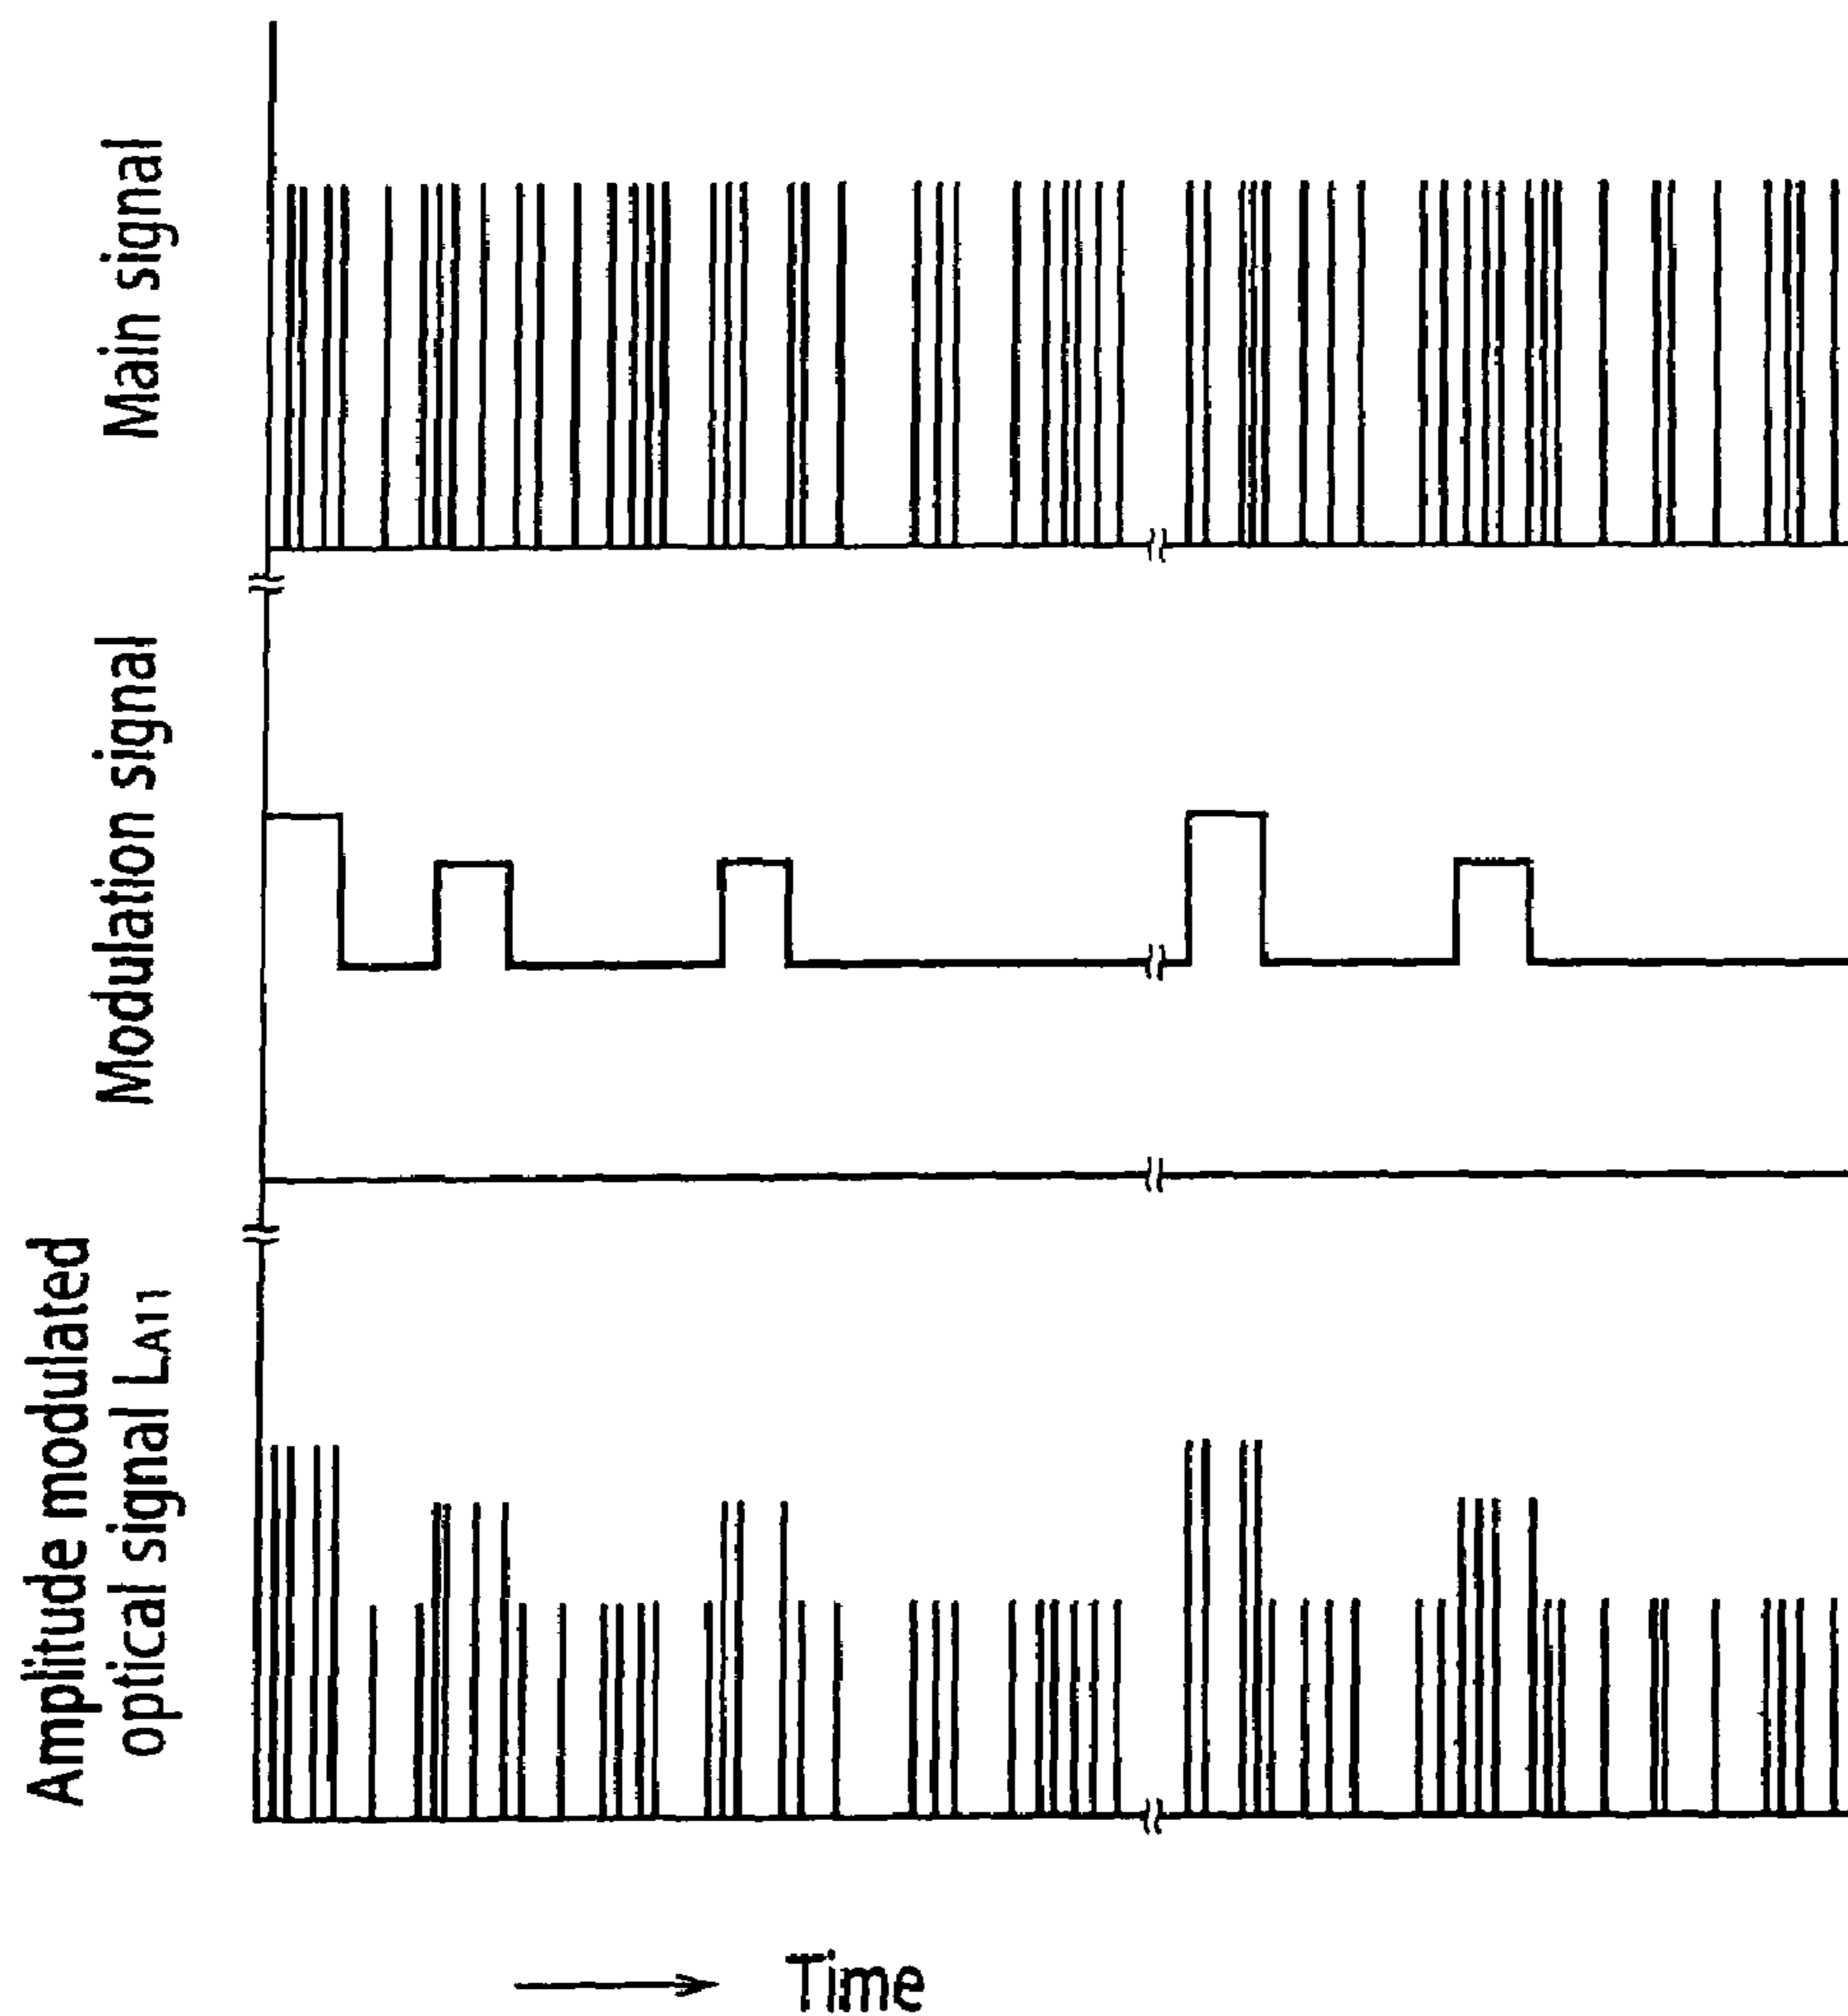 Main signal
Modulation signal
Amplitude modulated
optical signal LA11
Time